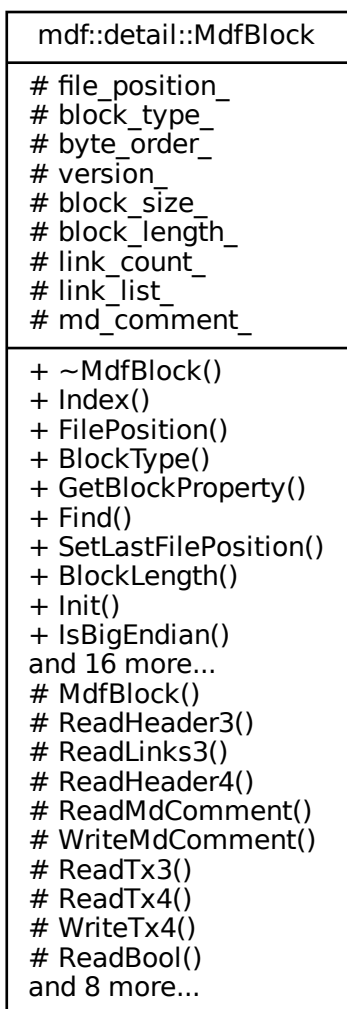 mdf::detail::MdfBlock
# file_position_
# block_type_
# byte_order_
# version_
# block_size_
# block_length_
# link_count_
# link_list_
# md_comment_
+ ~MdfBlock()
+ Index()
+ FilePosition()
+ BlockType()
+ GetBlockProperty()
+ Find()
+ SetLastFilePosition()
+ BlockLength()
+ Init()
+ IsBigEndian()
and 16 more...
# MdfBlock()
# ReadHeader3()
# ReadLinks3()
# ReadHeader4()
# ReadMdComment()
# WriteMdComment()
# ReadTx3()
# ReadTx4()
# WriteTx4()
# ReadBool()
and 8 more...